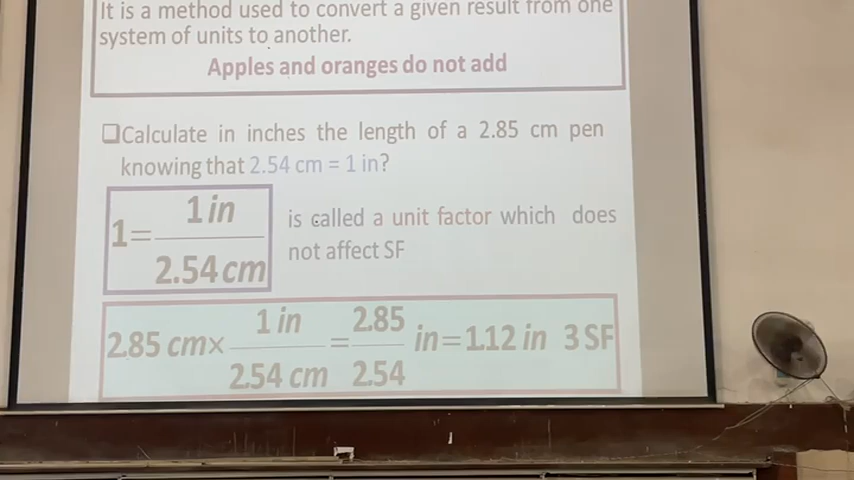 It is a method used to convert a given result from one
system of units to another.
Apples and oranges do not add
❑Calculate in inches the length of a 2.85 cm pen
knowing that 2.54 cm = 1 in?
1 = 1 in / 2.54 cm
is called a unit factor which does
not affect SF
2.85 cm × 1 in / 2.54 cm = 2.85 / 2.54 in = 1.12 in 3 SF